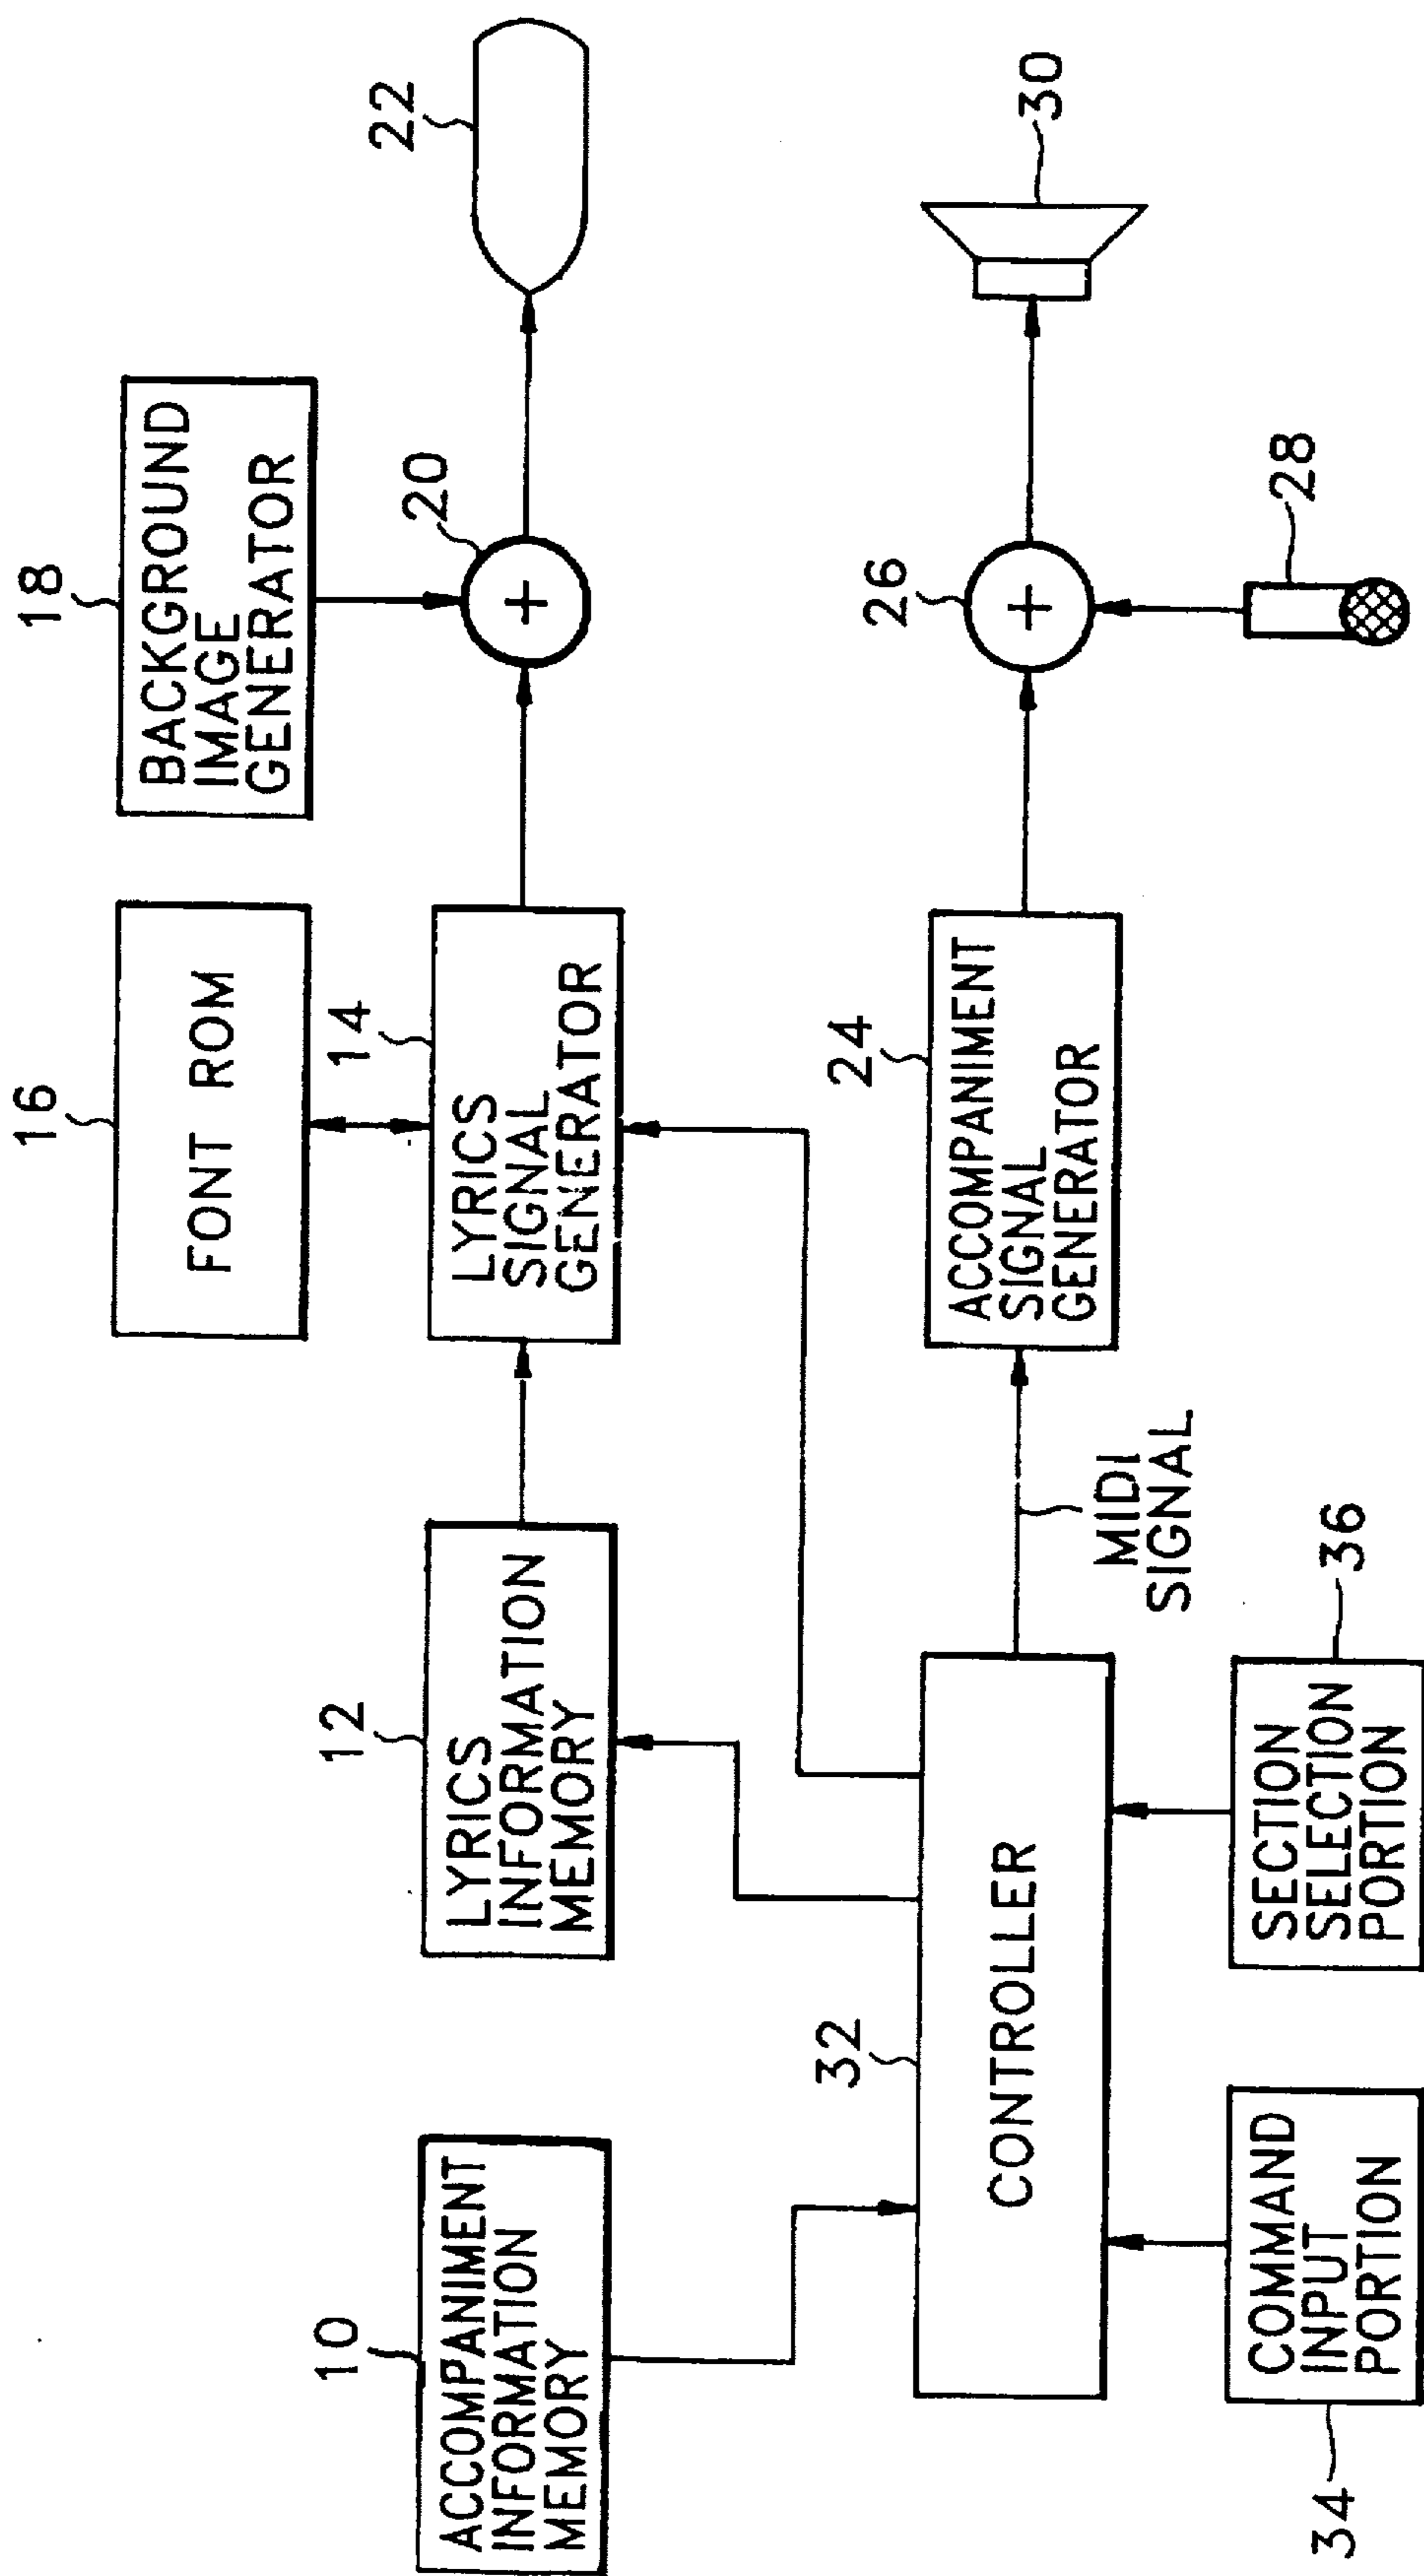 16
FONT ROM
18
BACKGROUND
IMAGE
GENERATOR
10
ACCOMPANIMENT
INFORMATION
MEMORY
12
LYRICS
INFORMATION
MEMORY
14
LYRICS
SIGNAL
GENERATOR
20
22
32
CONTROLLER
MIDI
SIGNAL
24
ACCOMPANIMENT
SIGNAL
GENERATOR
26
30
34
COMMAND
INPUT
PORTION
36
SECTION
SELECTION
PORTION
28